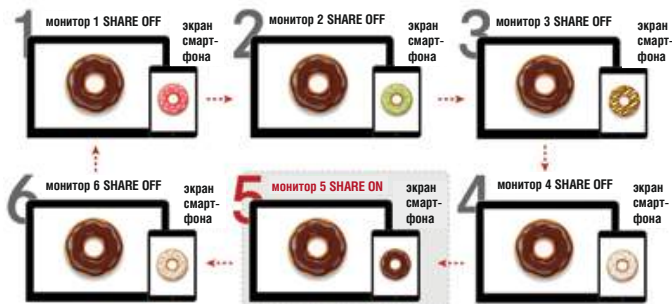 1
монитор 1 SHARE OFF
экран
смарт-
фона
2
монитор 2 SHARE OFF
экран
смарт-
фона
3
монитор 3 SHARE OFF
экран
смарт-
фона
4
монитор 4 SHARE OFF
экран
смарт-
фона
5
монитор 5 SHARE ON
экран
смарт-
фона
6
монитор 6 SHARE OFF
экран
смарт-
фона